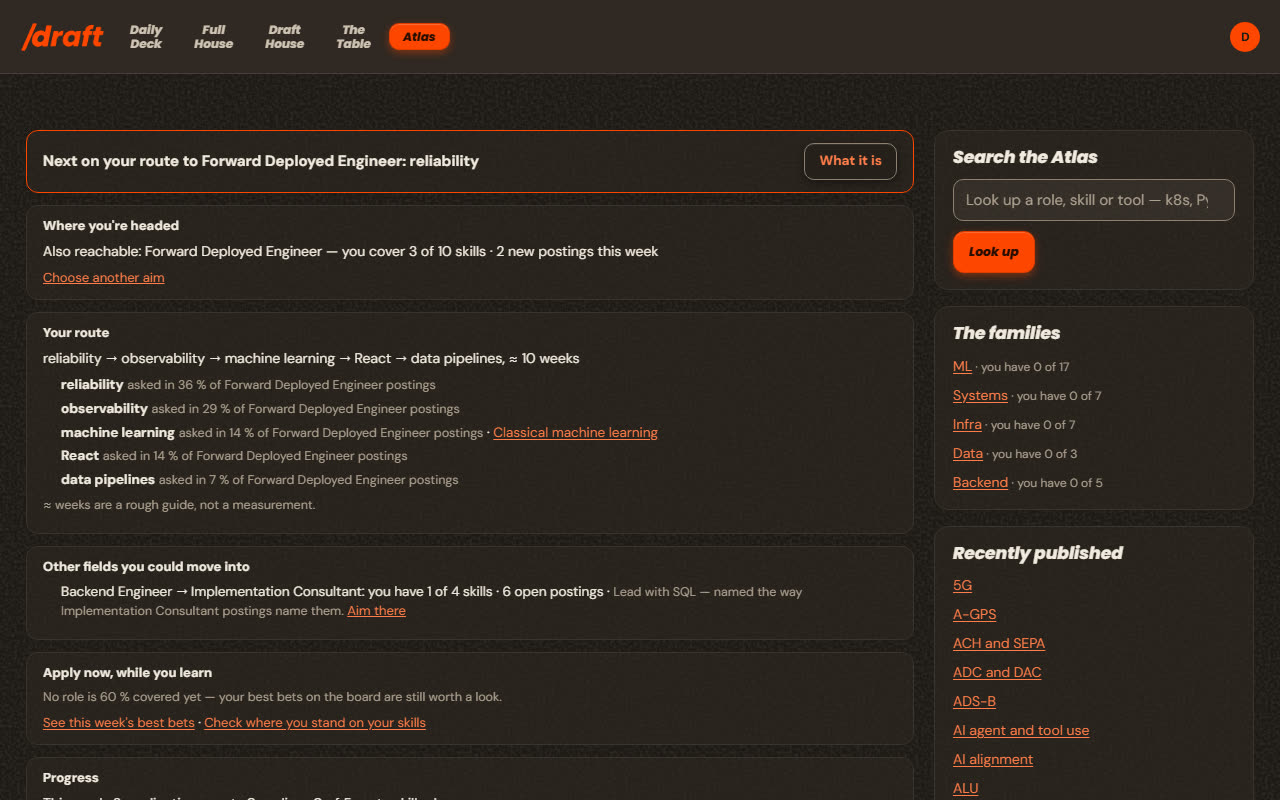 /draft
Daily
Deck
Full
House
Draft
House
The
Table
Atlas
D
Next on your route to Forward Deployed Engineer: reliability
What it is
Where you're headed
Also reachable: Forward Deployed Engineer — you cover 3 of 10 skills · 2 new postings this week
Choose another aim
Your route
reliability → observability → machine learning → React → data pipelines, ≈ 10 weeks
reliability asked in 36 % of Forward Deployed Engineer postings
observability asked in 29 % of Forward Deployed Engineer postings
machine learning asked in 14 % of Forward Deployed Engineer postings · Classical machine learning
React asked in 14 % of Forward Deployed Engineer postings
data pipelines asked in 7 % of Forward Deployed Engineer postings
≈ weeks are a rough guide, not a measurement.
Other fields you could move into
Backend Engineer → Implementation Consultant: you have 1 of 4 skills · 6 open postings · Lead with SQL — named the way
Implementation Consultant postings name them. Aim there
Apply now, while you learn
No role is 60 % covered yet — your best bets on the board are still worth a look.
See this week's best bets · Check where you stand on your skills
Progress
Search the Atlas
Look up a role, skill or tool — k8s,
Look up
The families
ML · you have 0 of 17
Systems · you have 0 of 7
Infra · you have 0 of 7
Data · you have 0 of 3
Backend · you have 0 of 5
Recently published
5G
A-GPS
ACH and SEPA
ADC and DAC
ADS-B
AI agent and tool use
AI alignment
ALU